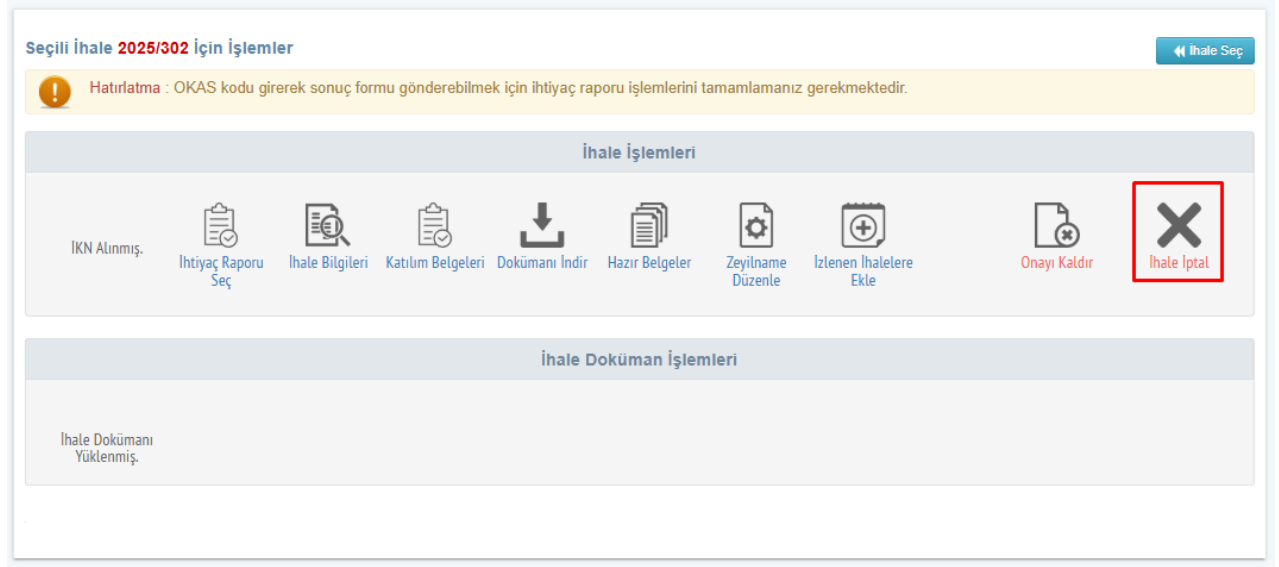 Seçili İhale 2025/302 İçin İşlemler
İhale Seç
Hatırlatma : OKAS kodu girerek sonuç formu gönderebilmek için ihtiyaç raporu işlemlerini tamamlamanız gerekmektedir.
İhale İşlemleri
İKN Alınmış.
İhtiyaç Raporu
Seç
İhale Bilgileri
Katılım Belgeleri
Dokümanı İndir
Hazır Belgeler
Zeyilname
Düzenle
İzlenen İhalelere
Ekle
Onayı Kaldır
İhale İptal
İhale Doküman İşlemleri
İhale Dokümanı
Yüklenmiş.